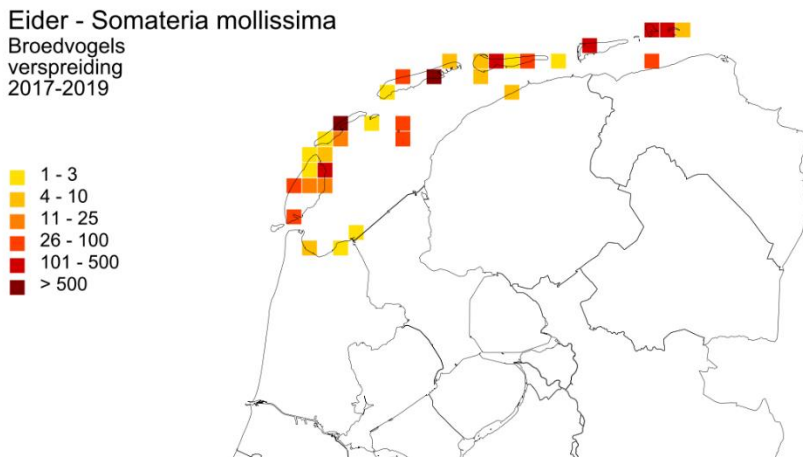 Eider - Somateria mollissima
Broedvogels
verspreiding
2017-2019
1 - 3
4 - 10
11 - 25
26 - 100
101 - 500
> 500